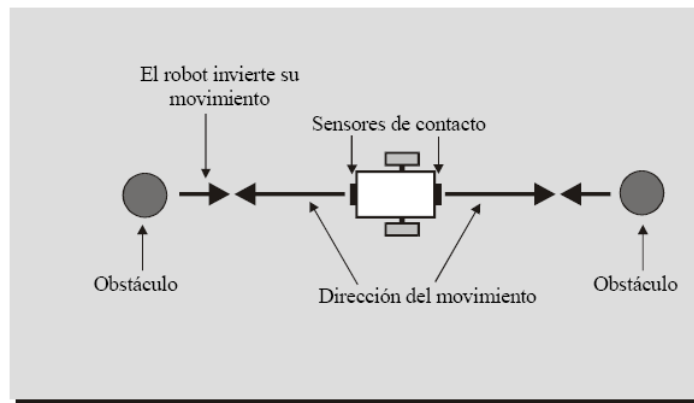 El robot invierte su
movimiento
Sensores de contacto
Obstáculo
Dirección del movimiento
Obstáculo